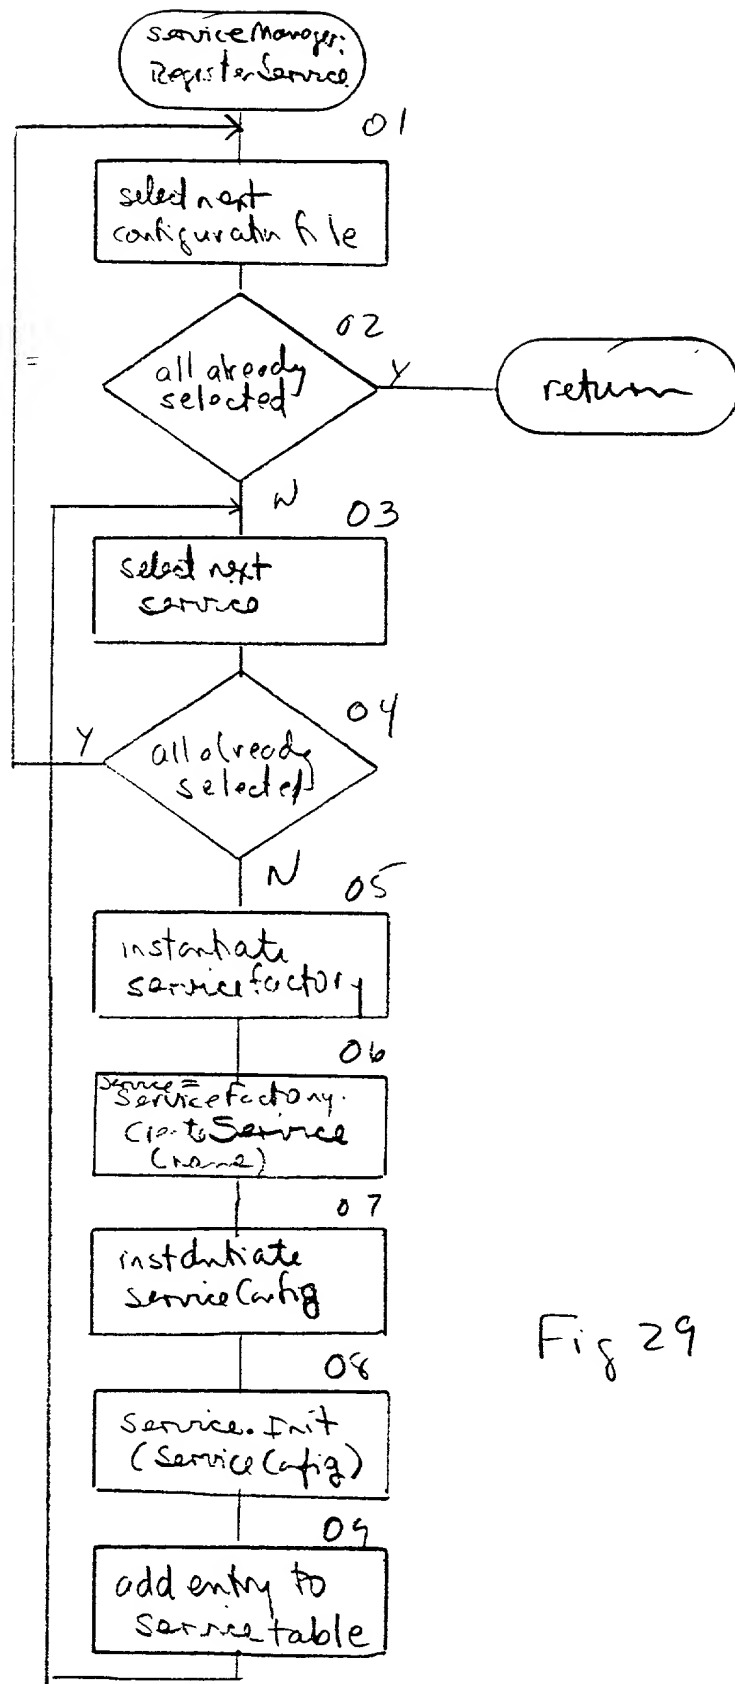 serviceManager.
RegisterService
01
select next
configuration file
02
all already
selected
Y
return
N
03
select next
service
04
Y
all already
selected
N
05
instantiate
servicefactory
06
service =
Servicefactory.
CreateService
(name)
07
instantiate
serviceConfig
08
service.Init
(ServiceConfig)
09
add entry to
Service table
Fig 29